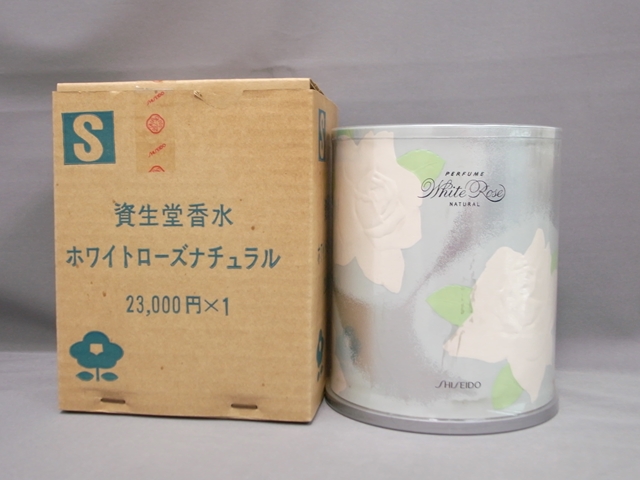 S
資生堂香水
ホワイトローズナチュラル
23,000円×1
PERFUME
White Rose
NATURAL
SHISEIDO